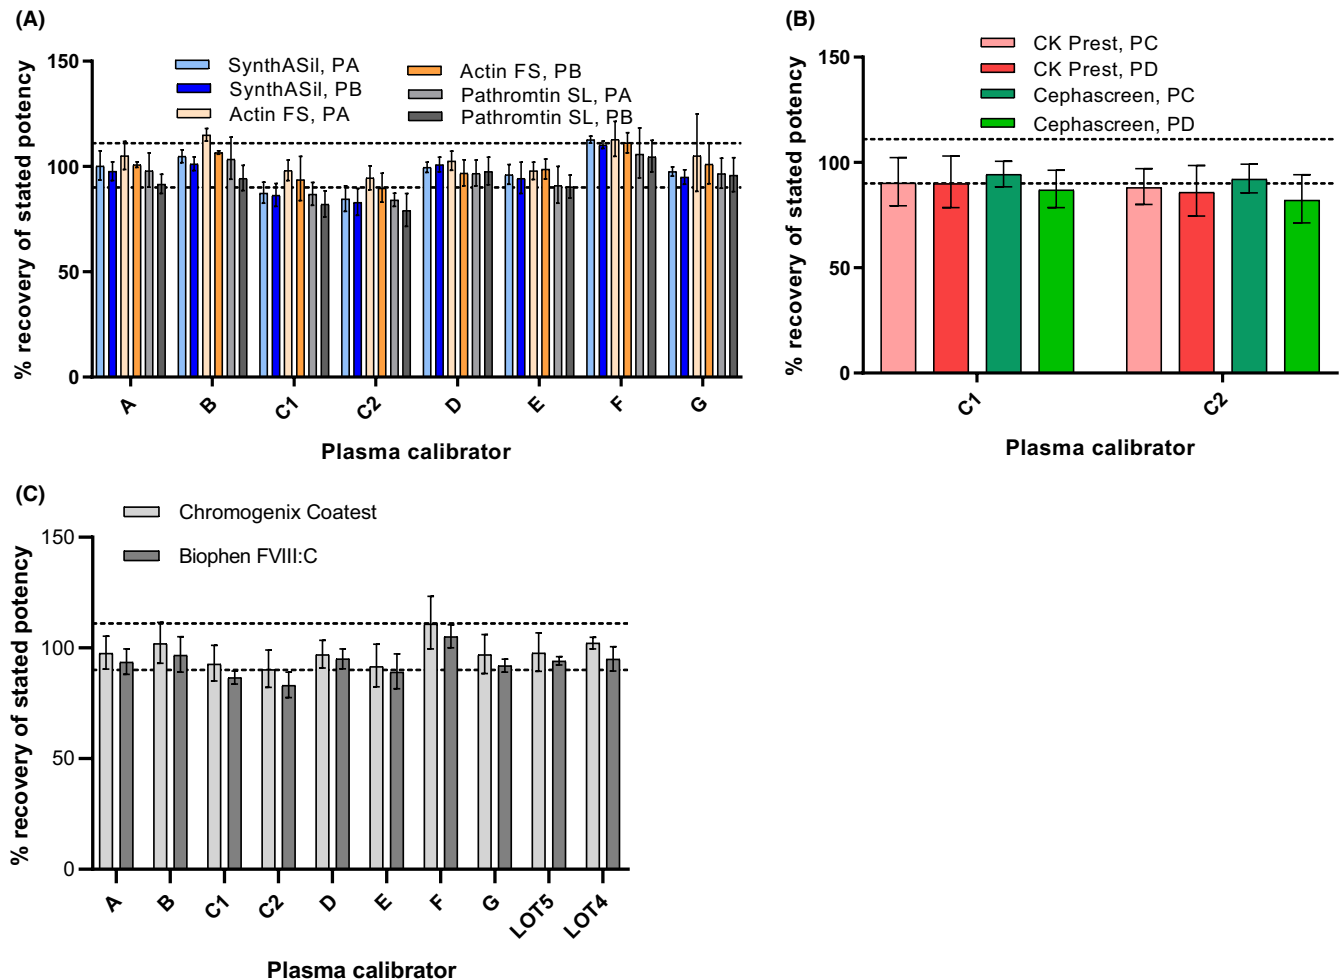 (A)
% recovery of stated potency
150
100
50
0
SynthASil, PA
SynthASil, PB
Actin FS, PA
Actin FS, PB
Pathromtin SL, PA
Pathromtin SL, PB
A
B
C1
C2
D
E
F
G
Plasma calibrator
(B)
% recovery of stated potency
150
100
50
0
CK Prest, PC
CK Prest, PD
Cephascreen, PC
Cephascreen, PD
C1
C2
Plasma calibrator
(C)
% recovery of stated potency
150
100
50
0
Chromogenix Coatest
Biophen FVIII:C
A
B
C1
C2
D
E
F
G
LOT5
LOT4
Plasma calibrator